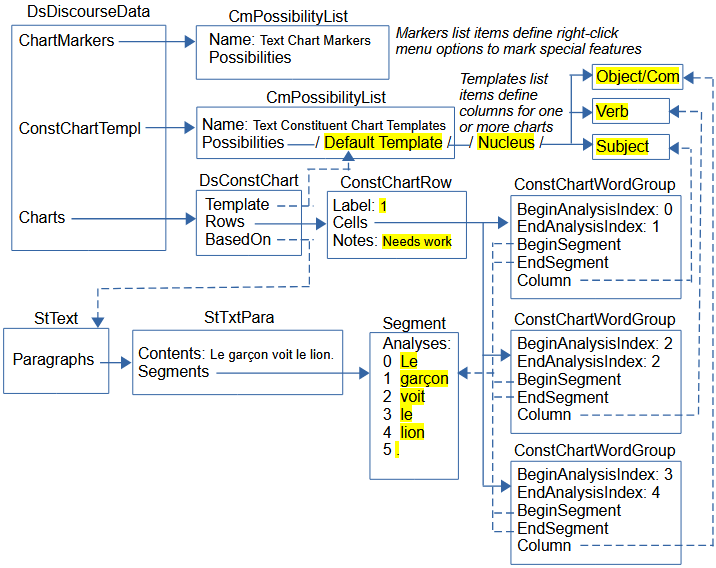 DsDiscourseData
ChartMarkers
ConstChartTempl
Charts
CmPossibilityList
Name: Text Chart Markers
Possibilities
Markers list items define right-click
menu options to mark special features
CmPossibilityList
Name: Text Constituent Chart Templates
Possibilities / Default Template / / Nucleus /
Templates list
items define
columns for one
or more charts
Object/Com
Verb
Subject
DsConstChart
Template
Rows
BasedOn
ConstChartRow
Label: 1
Cells
Notes: Needs work
ConstChartWordGroup
BeginAnalysisIndex: 0
EndAnalysisIndex: 1
BeginSegment
EndSegment
Column
StText
Paragraphs
StTxtPara
Contents: Le garçon voit le lion.
Segments
Segment
Analyses:
0 Le
1 garçon
2 voit
3 le
4 lion
5 .
ConstChartWordGroup
BeginAnalysisIndex: 2
EndAnalysisIndex: 2
BeginSegment
EndSegment
Column
ConstChartWordGroup
BeginAnalysisIndex: 3
EndAnalysisIndex: 4
BeginSegment
EndSegment
Column